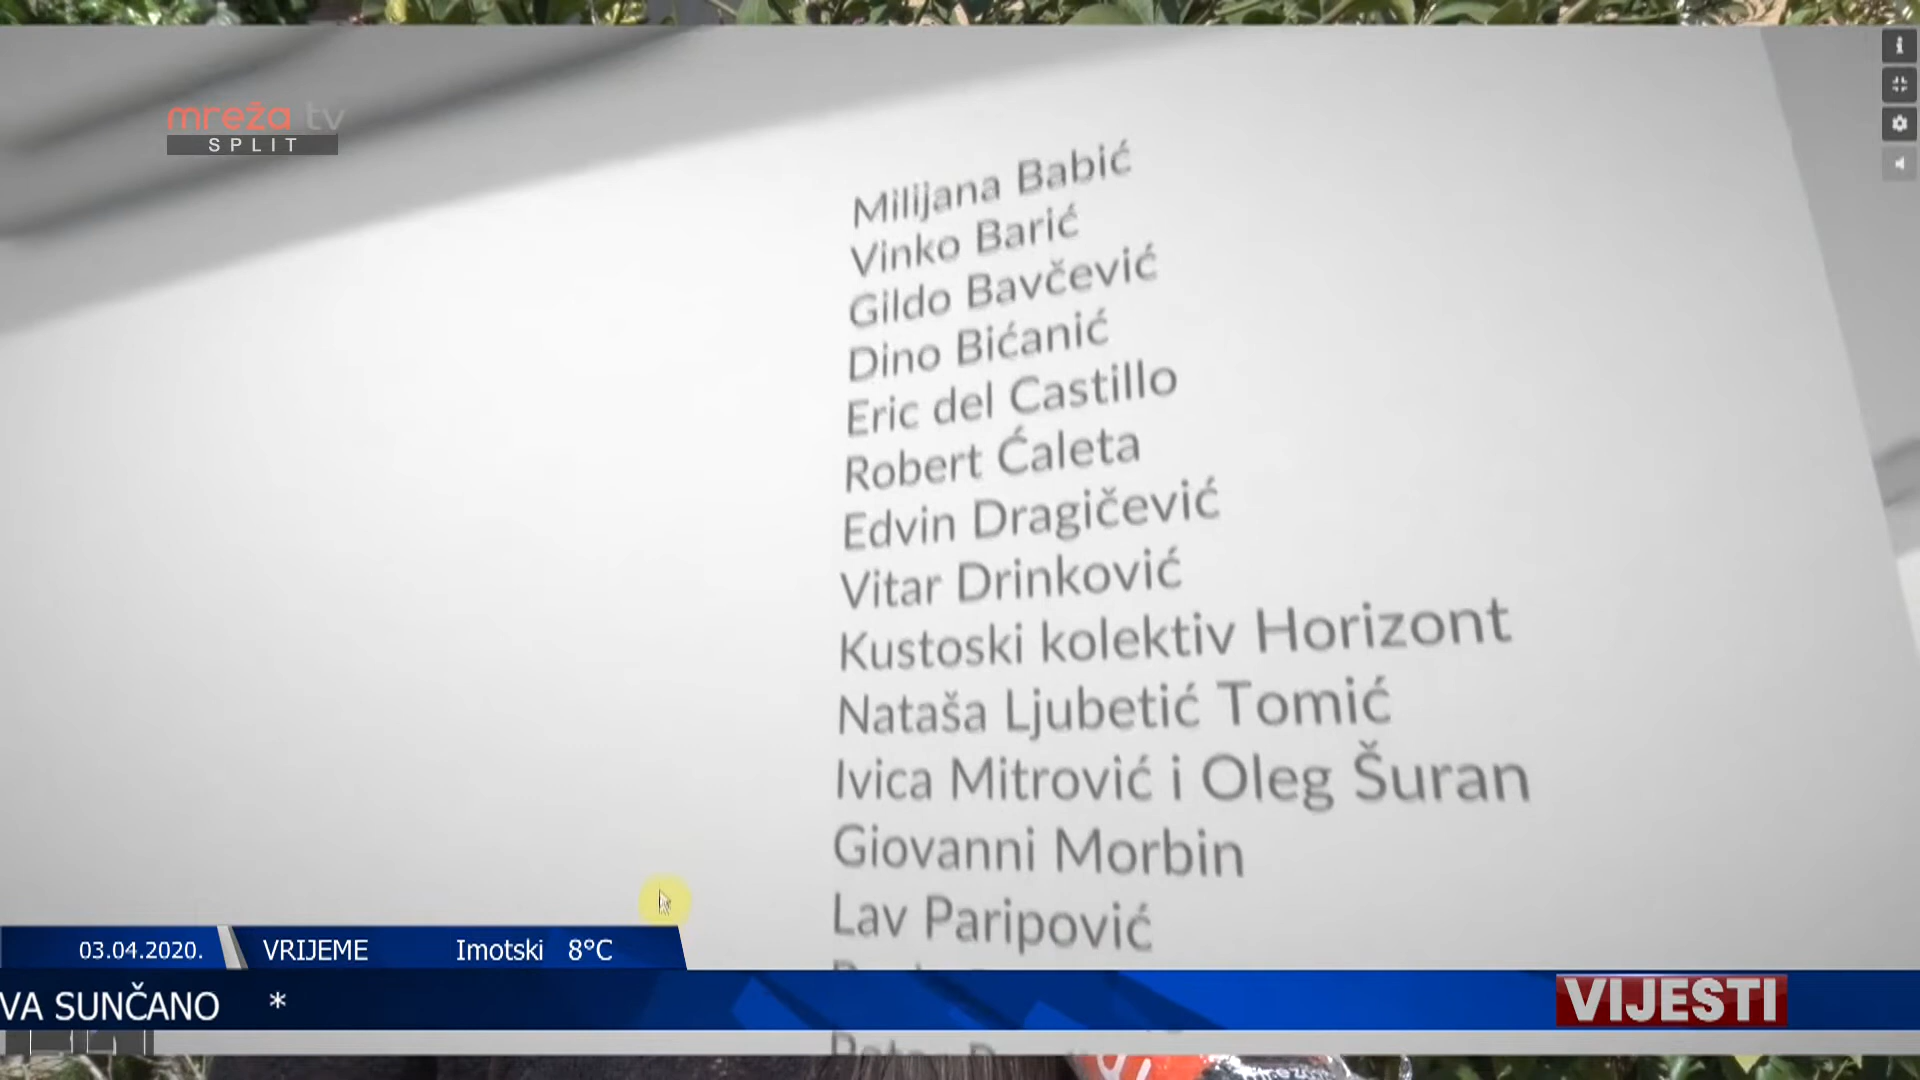 mreža tv
SPLIT
Milijana Babić
Vinko Barić
Gildo Bavčević
Dino Bićanić
Eric del Castillo
Robert Ćaleta
Edvin Dragičević
Vitar Drinković
Kustoski kolektiv Horizont
Nataša Ljubetić Tomić
Ivica Mitrović i Oleg Šuran
Giovanni Morbin
Lav Paripović
03.04.2020. VRIJEME Imotski 8°C
VA SUNČANO *
VIJESTI